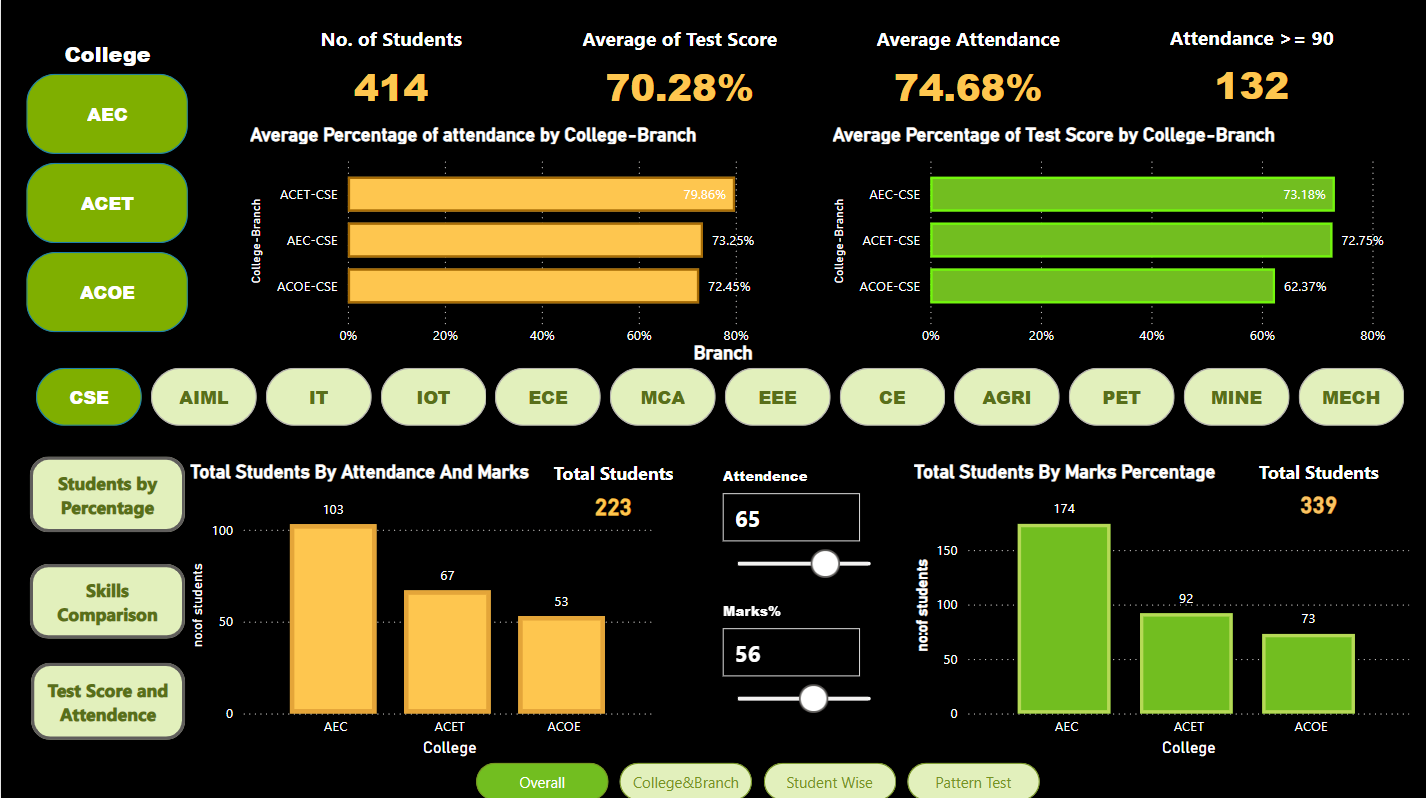 College
AEC
ACET
ACOE
No. of Students
414
Average of Test Score
70.28%
Average Attendance
74.68%
Attendance >= 90
132
Average Percentage of attendance by College-Branch
College-Branch
ACET-CSE
79.86%
AEC-CSE
73.25%
ACOE-CSE
72.45%
0% 20% 40% 60% 80%
Average Percentage of Test Score by College-Branch
College-Branch
AEC-CSE
73.18%
ACET-CSE
72.75%
ACOE-CSE
62.37%
0% 20% 40% 60% 80%
Branch
CSE AIML IT IOT ECE MCA EEE CE AGRI PET MINE MECH
Students by
Percentage
Skills
Comparison
Test Score and
Attendence
Total Students By Attendance And Marks
Total Students
223
no:of students
100
50
0
103
67
53
AEC ACET ACOE
College
Attendence
65
Marks%
56
Total Students By Marks Percentage
Total Students
339
no:of students
150
100
50
0
174
92
73
AEC ACET ACOE
College
Overall College&Branch Student Wise Pattern Test